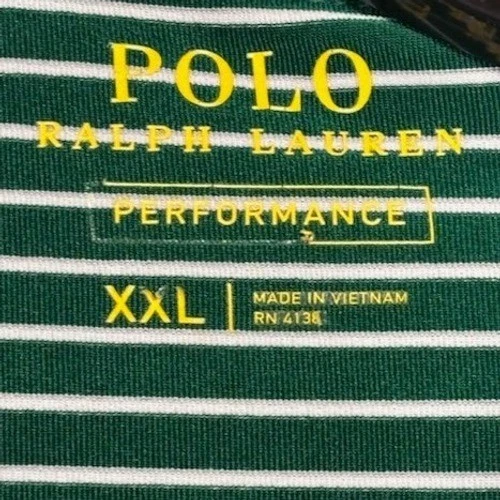 POLO
RALPH LAUREN
PERFORMANCE
XXL
MADE IN VIETNAM
RN 4138